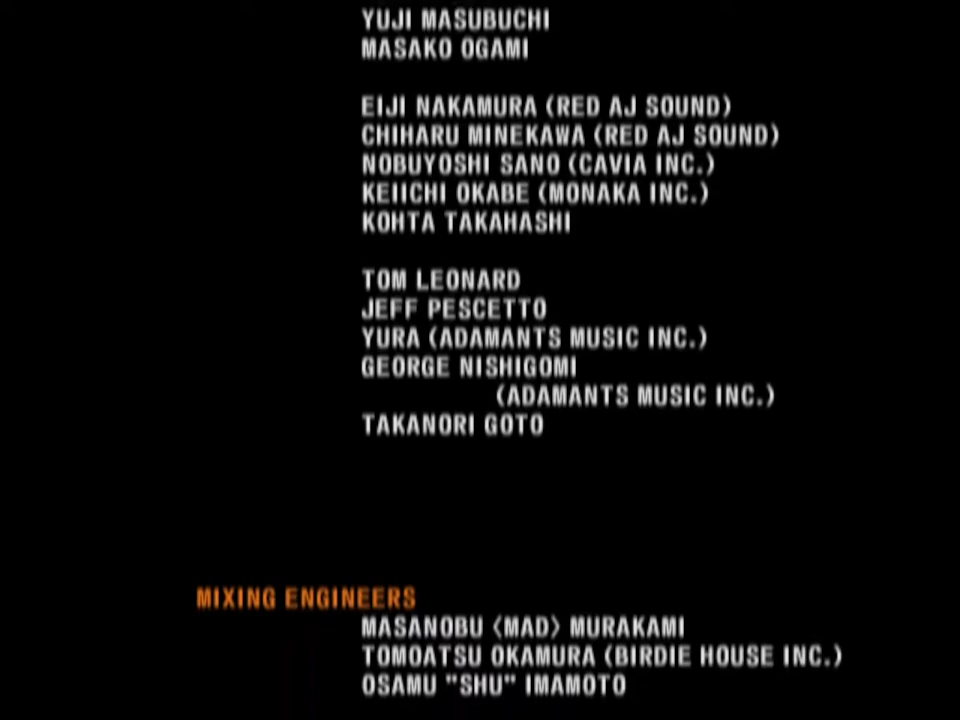 YUJI MASUBUCHI
MASAKO OGAMI
EIJI NAKAMURA (RED AJ SOUND)
CHIHARU MINEKAWA (RED AJ SOUND)
NOBUYOSHI SANO (CAVIA INC.)
KEIICHI OKABE (MONAKA INC.)
KOHTA TAKAHASHI
TOM LEONARD
JEFF PESCETTO
YURA (ADAMANTS MUSIC INC.)
GEORGE NISHIGOMI
(ADAMANTS MUSIC INC.)
TAKANORI GOTO
MIXING ENGINEERS
MASANOBU <MAD> MURAKAMI
TOMOATSU OKAMURA (BIRDIE HOUSE INC.)
OSAMU "SHU" IMAMOTO